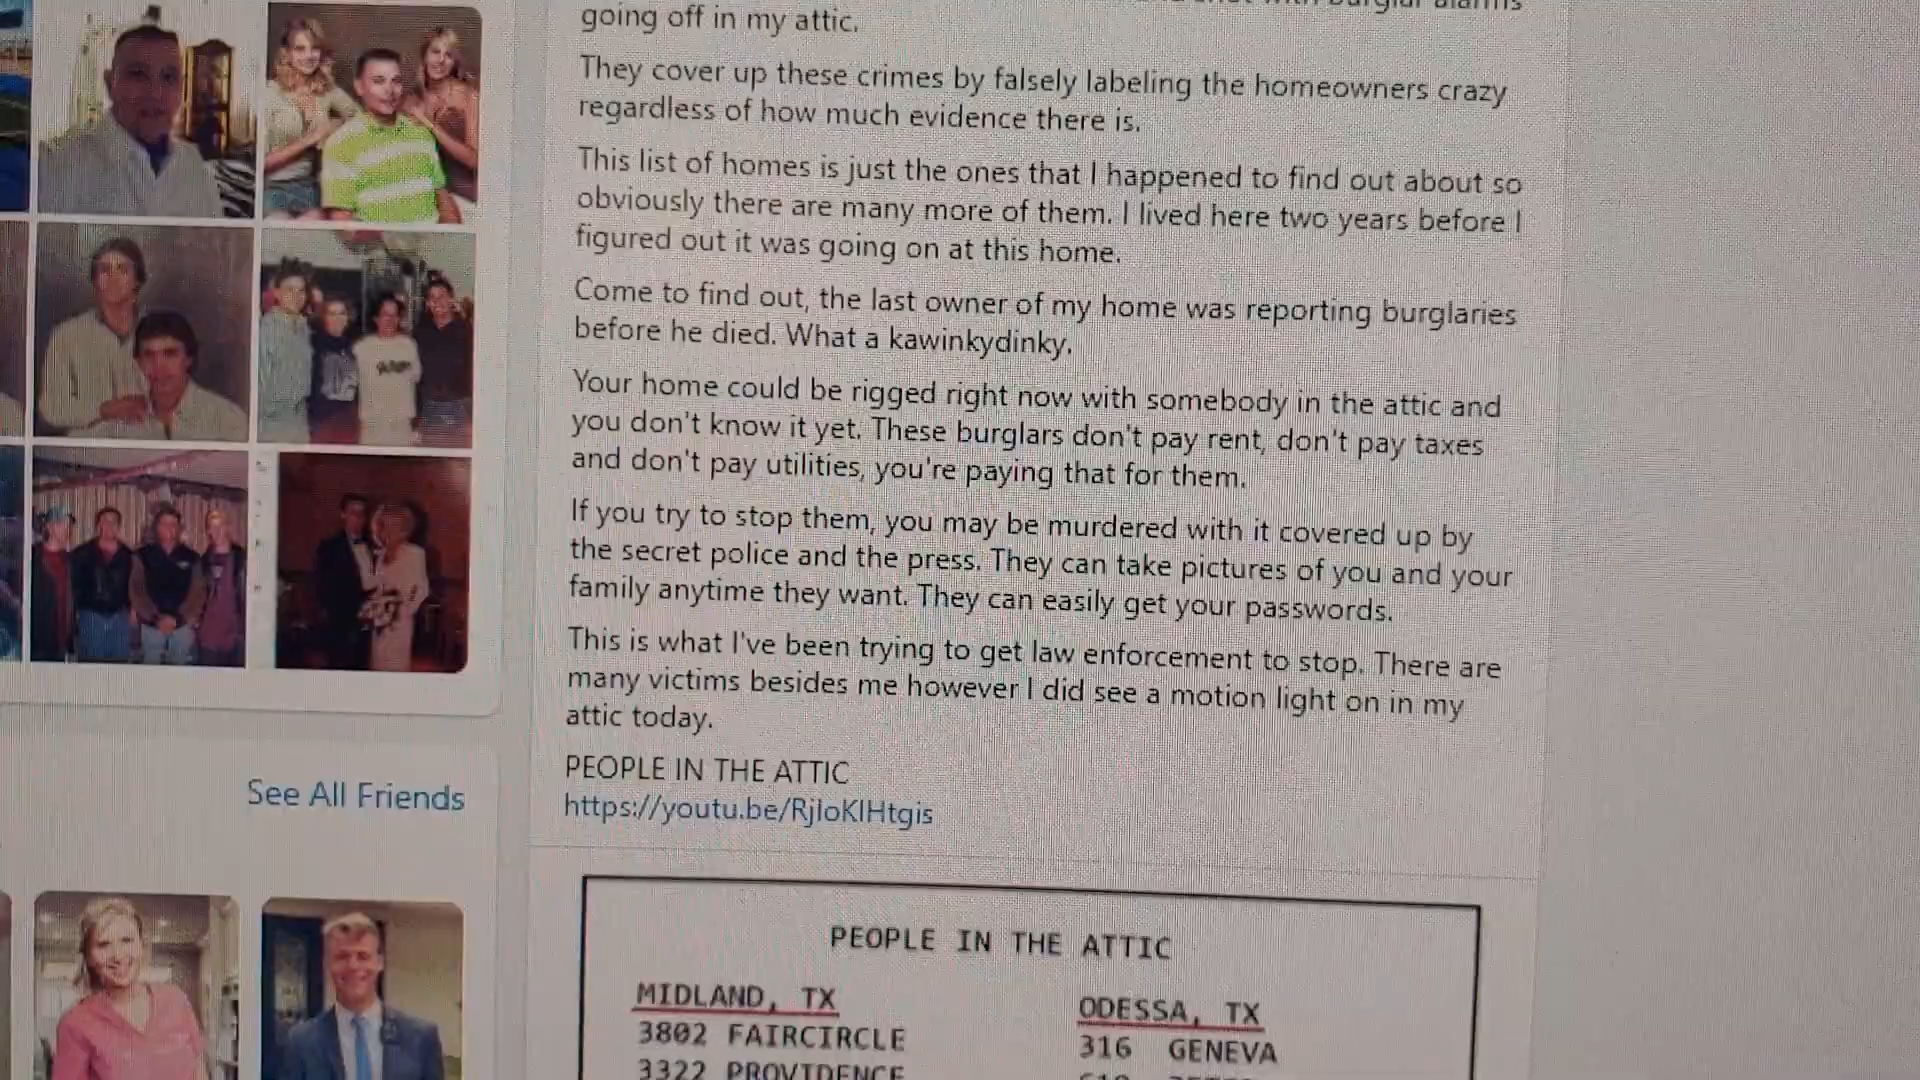 going off in my attic.
They cover up these crimes by falsely labeling the homeowners crazy
regardless of how much evidence there is.
This list of homes is just the ones that I happened to find out about so
obviously there are many more of them. I lived here two years before I
figured out it was going on at this home.
Come to find out, the last owner of my home was reporting burglaries
before he died. What a kawinkydinky.
Your home could be rigged right now with somebody in the attic and
you don't know it yet. These burglars don't pay rent, don't pay taxes
and don't pay utilities, you're paying that for them.
If you try to stop them, you may be murdered with it covered up by
the secret police and the press. They can take pictures of you and your
family anytime they want. They can easily get your passwords.
This is what I've been trying to get law enforcement to stop. There are
many victims besides me however I did see a motion light on in my
attic today.
PEOPLE IN THE ATTIC
https://youtu.be/RjloKlHtgis
See All Friends
PEOPLE IN THE ATTIC
MIDLAND, TX
3802 FAIRCIRCLE
3322 PROVIDENCE
ODESSA, TX
316 GENEVA